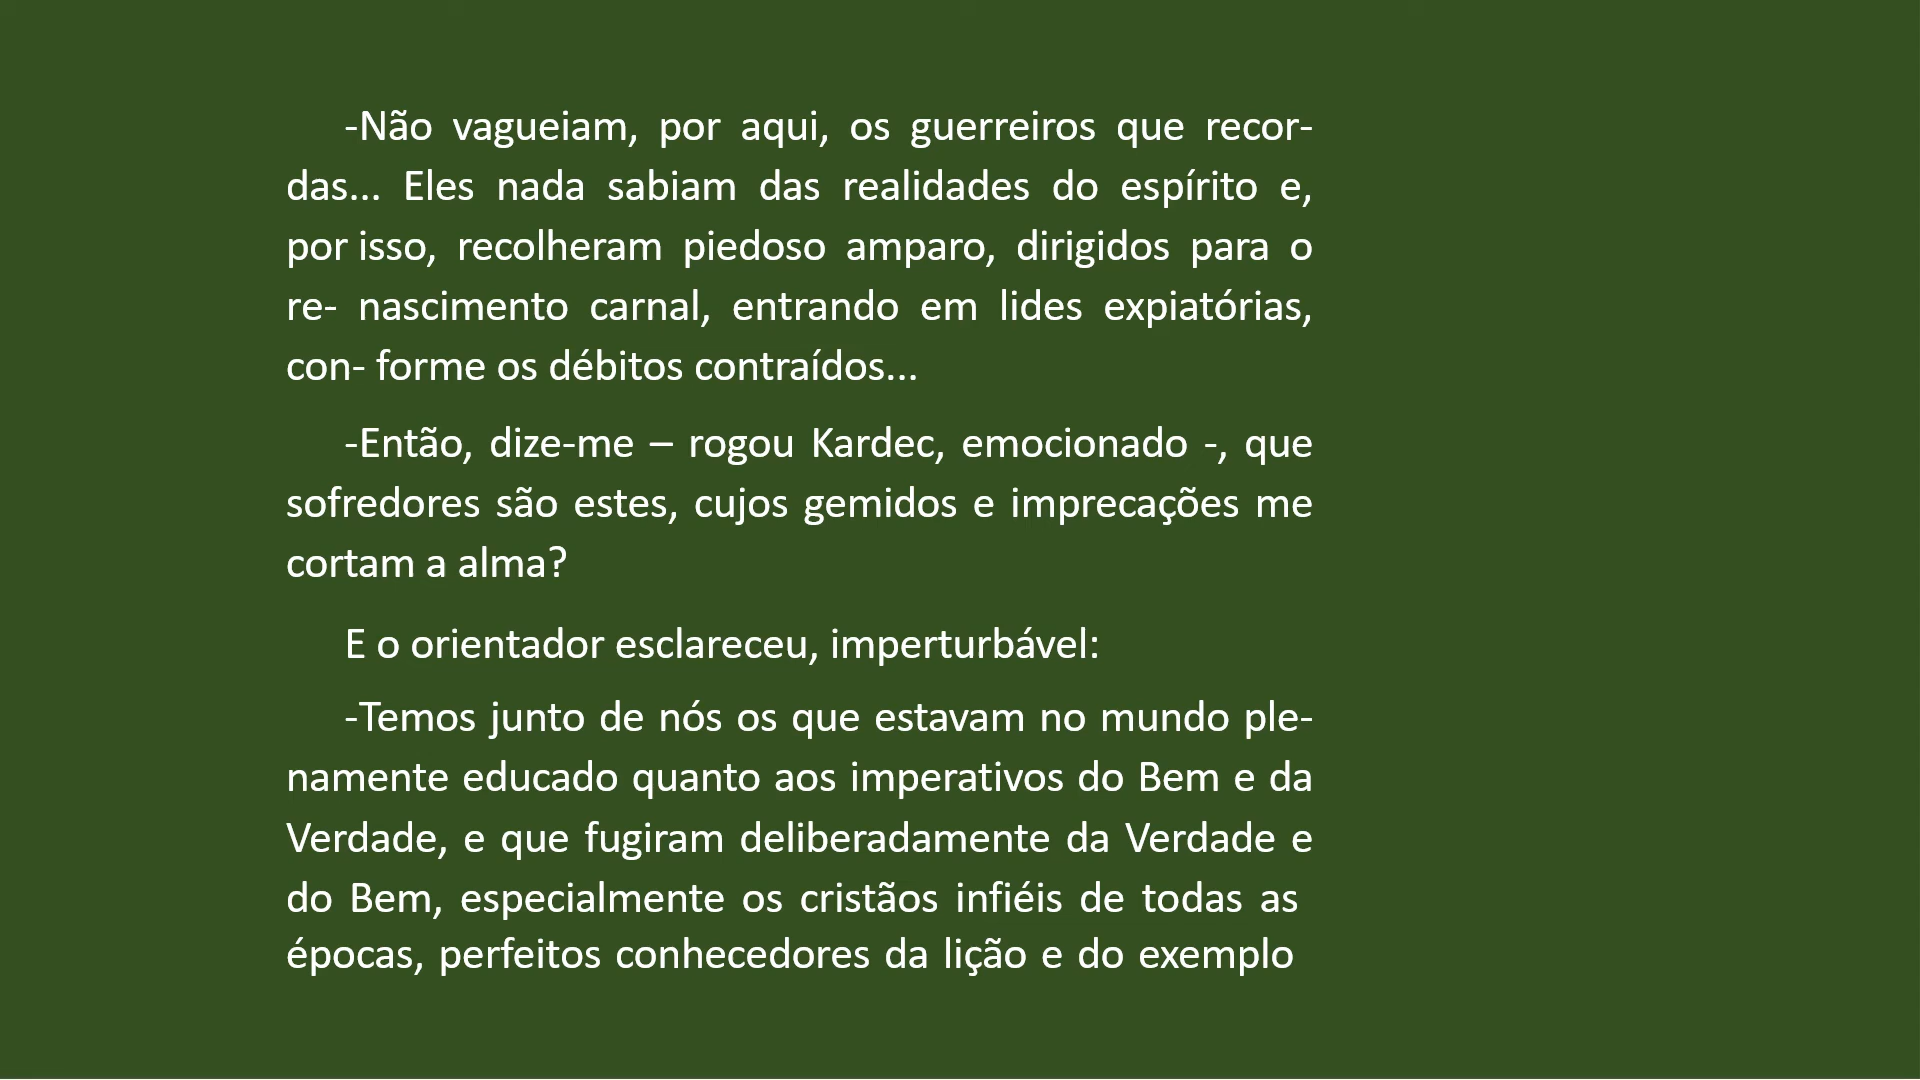 -Não vagueiam, por aqui, os guerreiros que recor-
das... Eles nada sabiam das realidades do espírito e,
por isso, recolheram piedoso amparo, dirigidos para o
re- nascimento carnal, entrando em lides expiatórias,
con- forme os débitos contraídos...
-Então, dize-me – rogou Kardec, emocionado -, que
sofredores são estes, cujos gemidos e imprecações me
cortam a alma?
E o orientador esclareceu, imperturbável:
-Temos junto de nós os que estavam no mundo ple-
namente educado quanto aos imperativos do Bem e da
Verdade, e que fugiram deliberadamente da Verdade e
do Bem, especialmente os cristãos infiéis de todas as
épocas, perfeitos conhecedores da lição e do exemplo